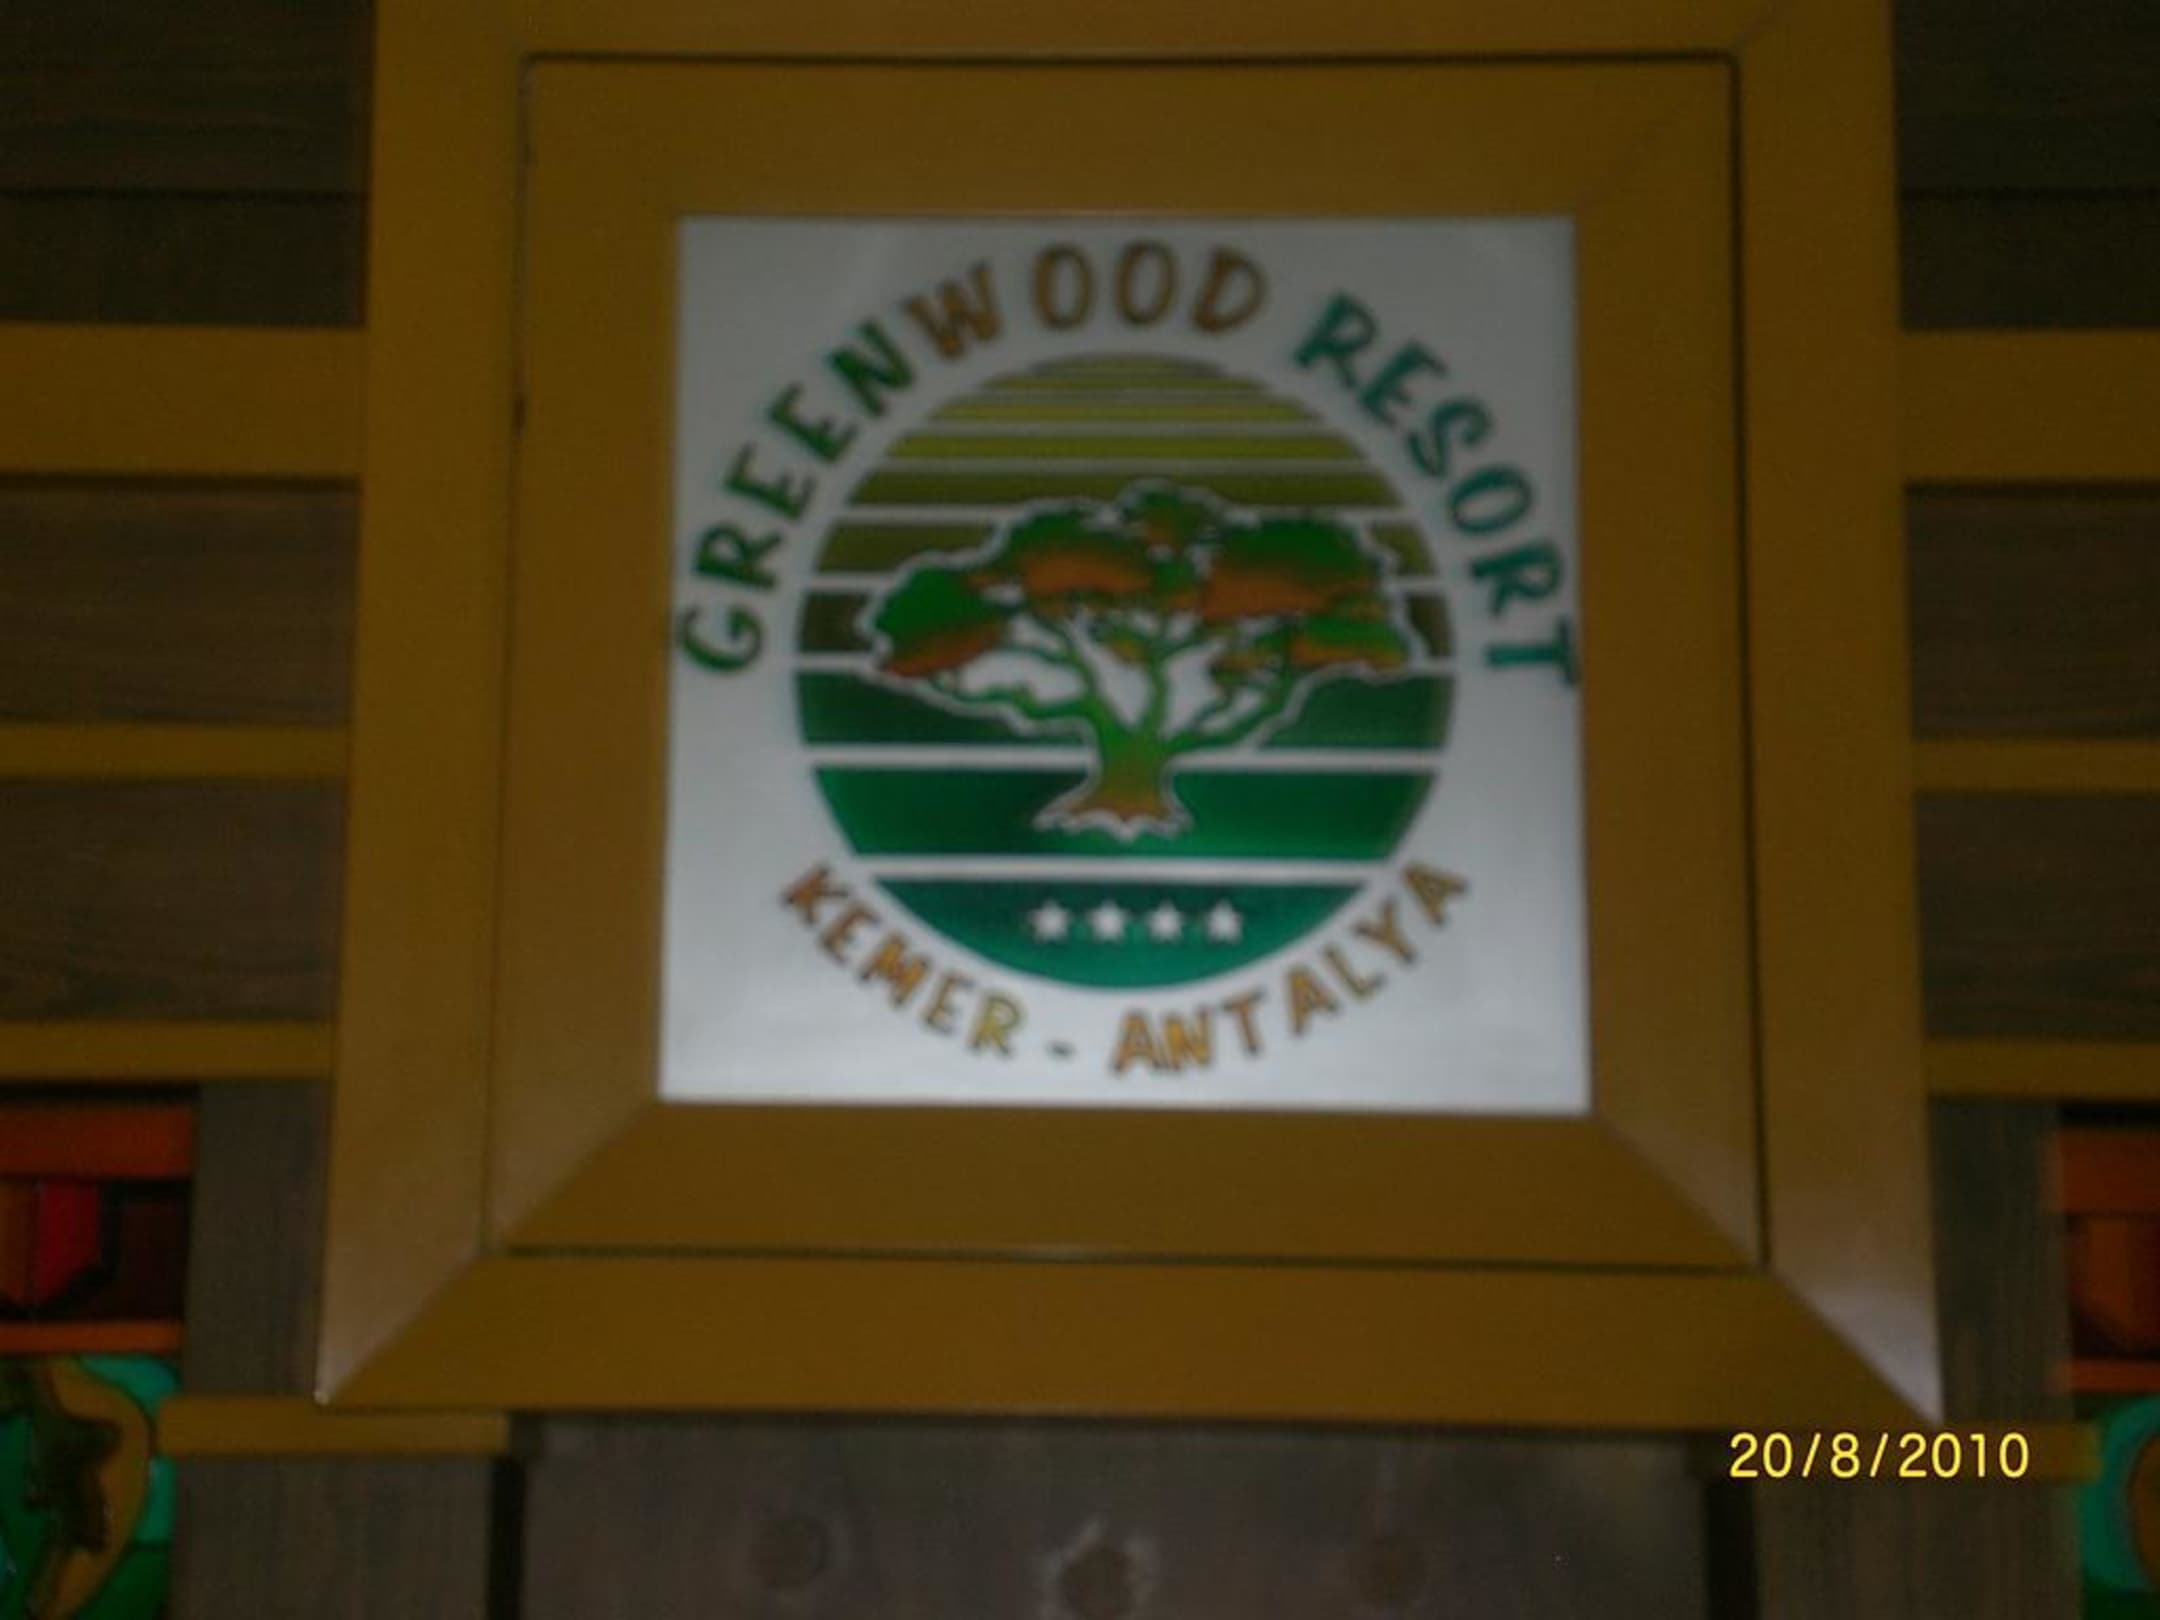 GREENWOOD RESORT
KEMER - ANTALYA
20/8/2010